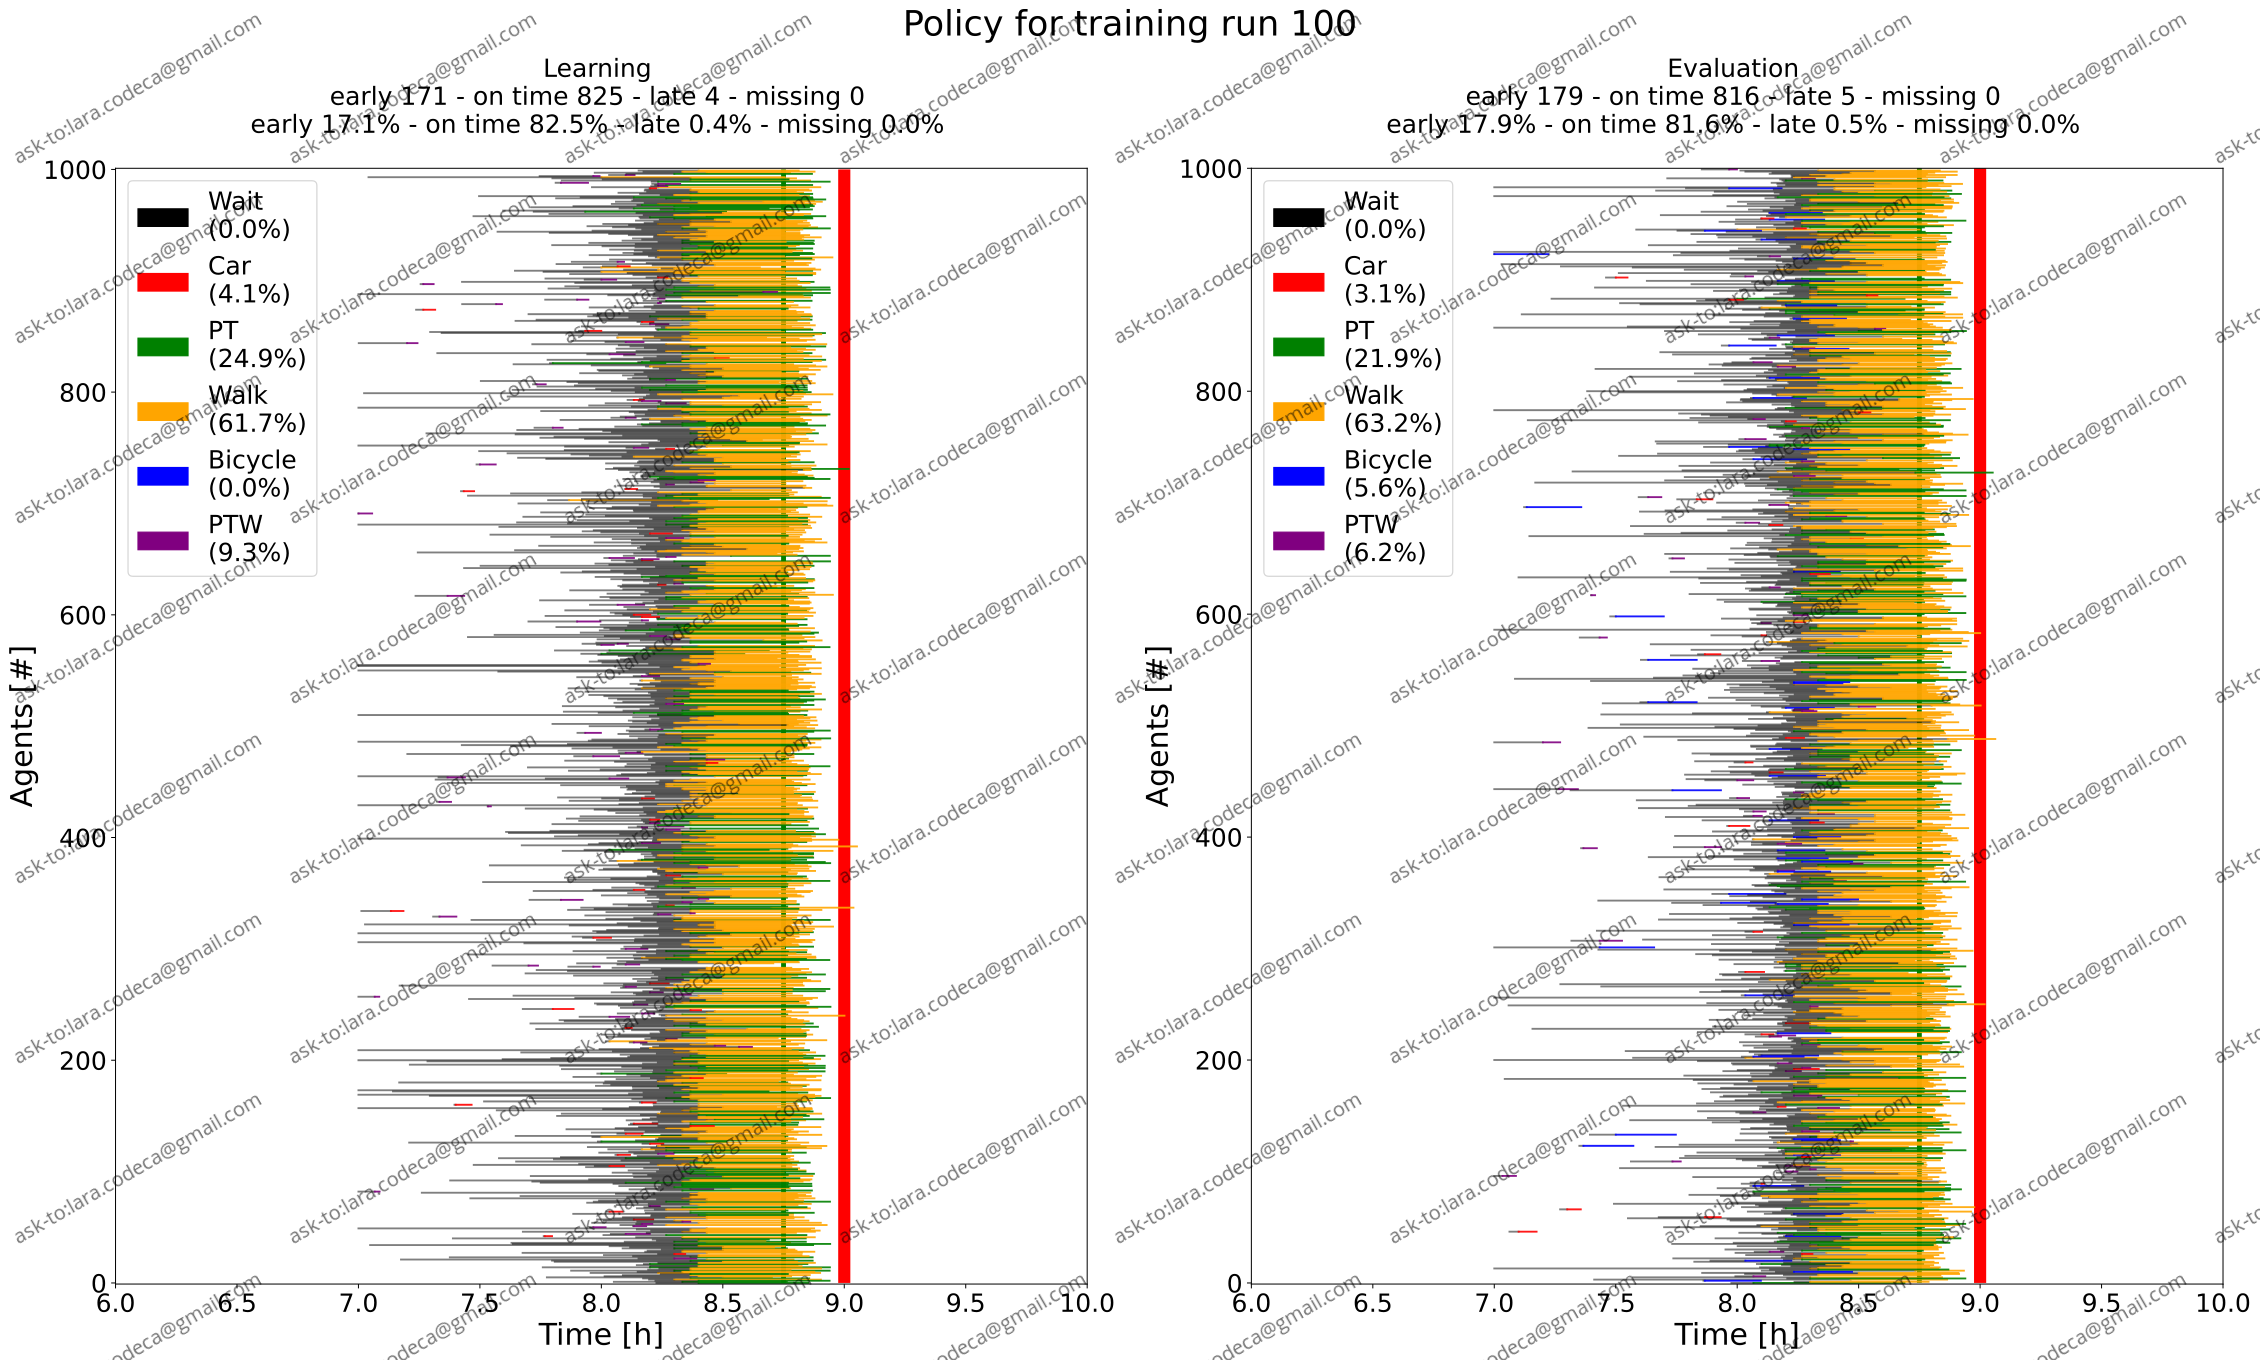 Policy for training run 100
Learning
early 171 - on time 825 - late 4 - missing 0
early 17.1% - on time 82.5% - late 0.4% - missing 0.0%
1000
800
600
400
200
0
Agents [#]
Wait
(0.0%)
Car
(4.1%)
PT
(24.9%)
Walk
(61.7%)
Bicycle
(0.0%)
PTW
(9.3%)
6.0 6.5 7.0 7.5 8.0 8.5 9.0 9.5 10.0
Time [h]
Evaluation
early 179 - on time 816 - late 5 - missing 0
early 17.9% - on time 81.6% - late 0.5% - missing 0.0%
1000
800
600
400
200
0
Agents [#]
Wait
(0.0%)
Car
(3.1%)
PT
(21.9%)
Walk
(63.2%)
Bicycle
(5.6%)
PTW
(6.2%)
6.0 6.5 7.0 7.5 8.0 8.5 9.0 9.5 10.0
Time [h]
ask-to:lara.codeca@gmail.com